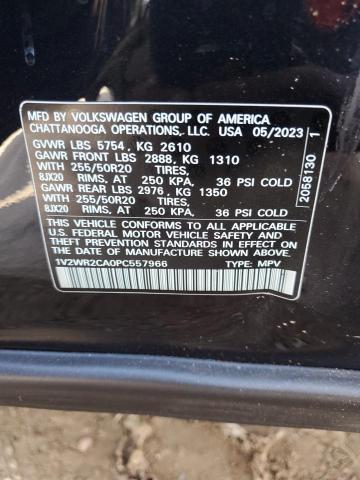 MFD BY VOLKSWAGEN GROUP OF AMERICA
CHATTANOOGA OPERATIONS, LLC. USA 05/2023
GVWR LBS 5754, KG 2610
GAWR FRONT LBS 2888, KG 1310
WITH 255/50R20 TIRES,
8JX20 RIMS, AT 250 KPA, 36 PSI COLD
GAWR REAR LBS 2976, KG 1350
WITH 255/50R20 TIRES,
8JX20 RIMS, AT 250 KPA, 36 PSI COLD
THIS VEHICLE CONFORMS TO ALL APPLICABLE
U.S. FEDERAL MOTOR VEHICLE SAFETY AND
THEFT PREVENTION STANDARDS IN EFFECT ON
THE DATE OF MANUFACTURE SHOWN ABOVE.
1V2WR2CA0PC557966 TYPE: MPV
2058130 1